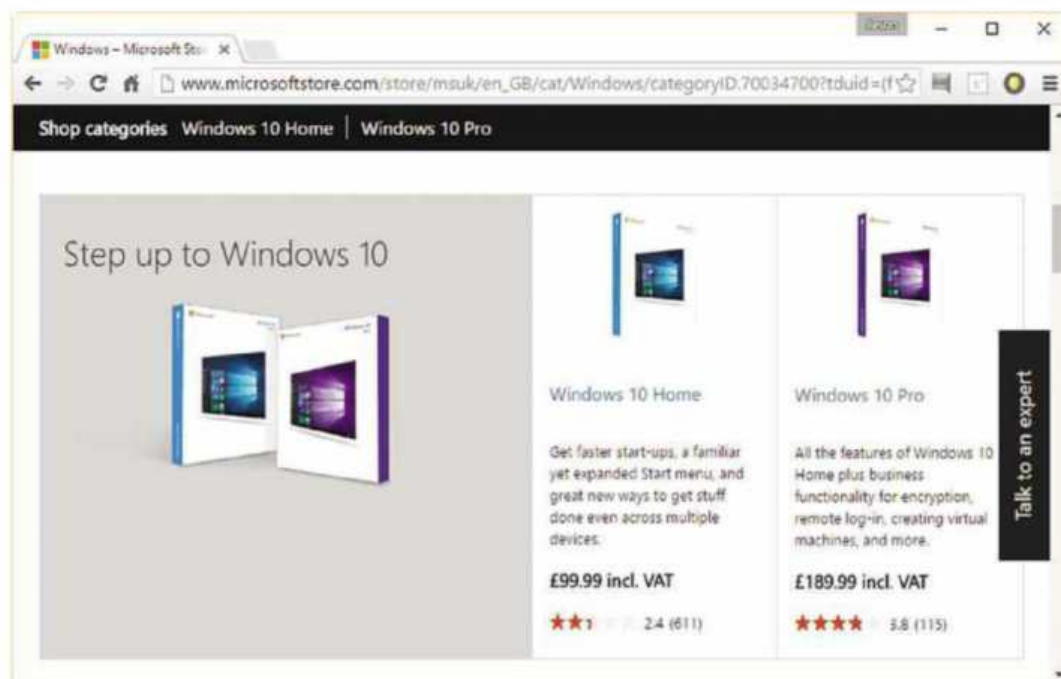 Windows – Microsoft Sto
www.microsoftstore.com/store/msuk/en_GB/cat/Windows/categoryID.70034700?tduid=(f
Shop categories Windows 10 Home | Windows 10 Pro
Step up to Windows 10
Windows 10 Home
Get faster start-ups, a familiar
yet expanded Start menu, and
great new ways to get stuff
done even across multiple
devices.
£99.99 incl. VAT
2.4 (611)
Windows 10 Pro
All the features of Windows 10
Home plus business
functionality for encryption,
remote log-in, creating virtual
machines, and more.
£189.99 incl. VAT
3.8 (115)
Talk to an expert